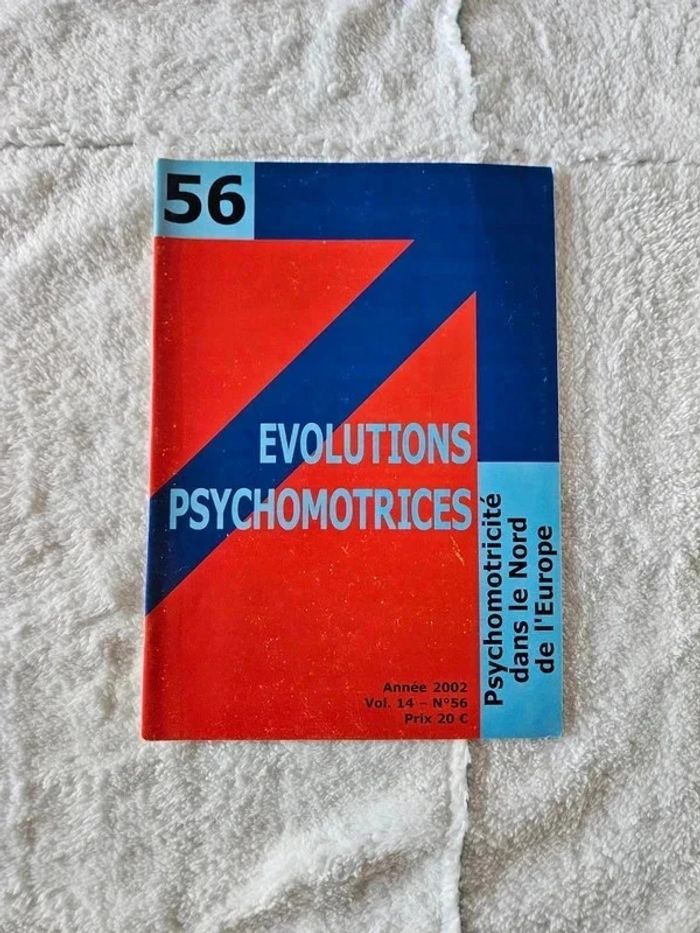 56
EVOLUTIONS
PSYCHOMOTRICES
Psychomotricité
dans le Nord
de l'Europe
Année 2002
Vol. 14 – N°56
Prix 20 €